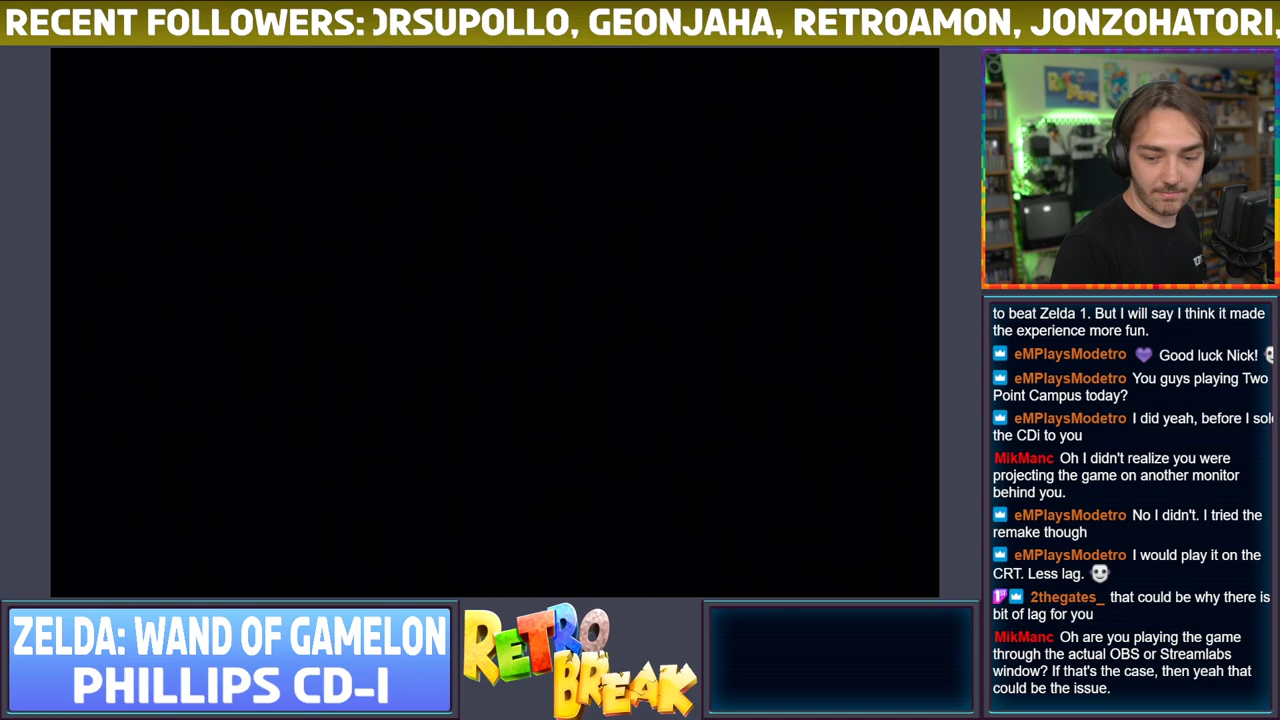 RECENT FOLLOWERS: ORSUPOLLO, GEONJAHA, RETROAMON, JONZOHATORI,
to beat Zelda 1. But I will say I think it made
the experience more fun.
eMPlaysModetro Good luck Nick!
eMPlaysModetro You guys playing Two
Point Campus today?
eMPlaysModetro I did yeah, before I sold
the CDi to you
MikManc Oh I didn't realize you were
projecting the game on another monitor
behind you.
eMPlaysModetro No I didn't. I tried the
remake though
eMPlaysModetro I would play it on the
CRT. Less lag.
1ST 2thegates_ that could be why there is
bit of lag for you
MikManc Oh are you playing the game
through the actual OBS or Streamlabs
window? If that's the case, then yeah that
could be the issue.
ZELDA: WAND OF GAMELON
PHILLIPS CD-I
RETRO
BREAK